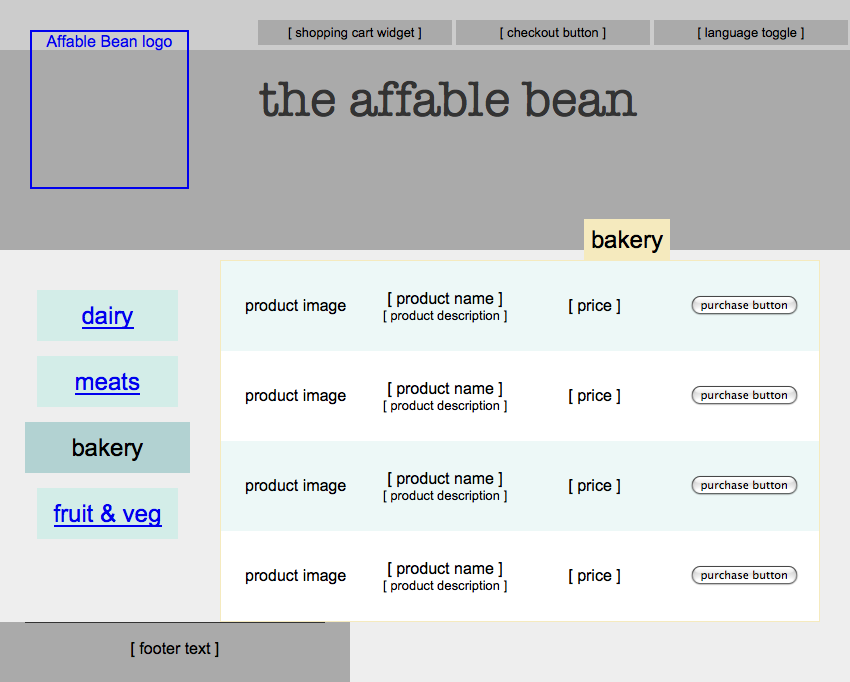 [ shopping cart widget ]
[ checkout button ]
[ language toggle ]
Affable Bean logo
the affable bean
bakery
dairy
meats
bakery
fruit & veg
product image
[ product name ]
[ product description ]
[ price ]
purchase button
product image
[ product name ]
[ product description ]
[ price ]
purchase button
product image
[ product name ]
[ product description ]
[ price ]
purchase button
product image
[ product name ]
[ product description ]
[ price ]
purchase button
[ footer text ]